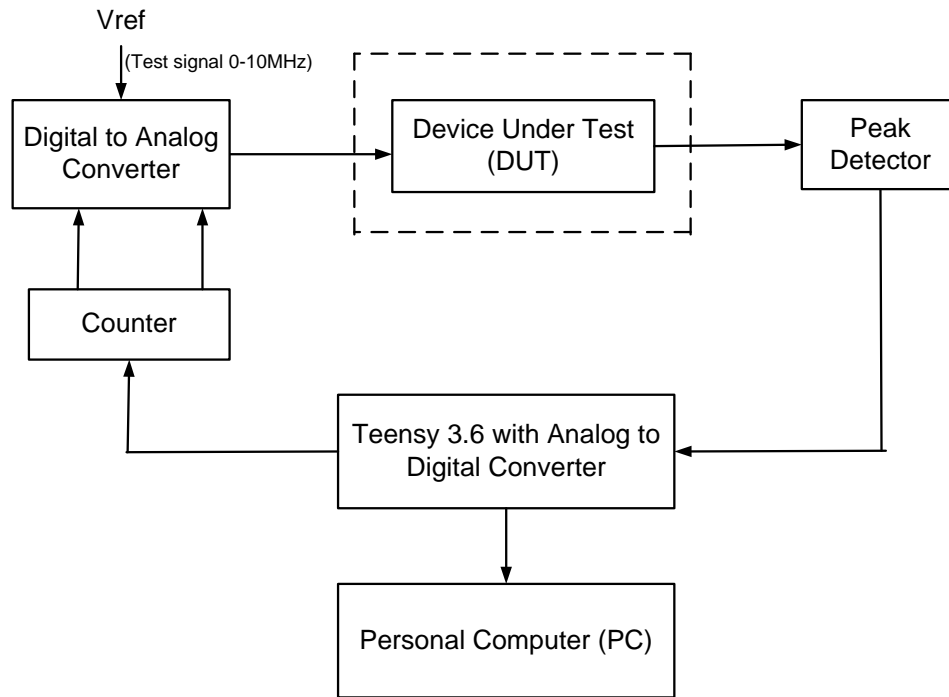 Vref
(Test signal 0-10MHz)
Digital to Analog
Converter
Device Under Test
(DUT)
Peak
Detector
Counter
Teensy 3.6 with Analog to
Digital Converter
Personal Computer (PC)